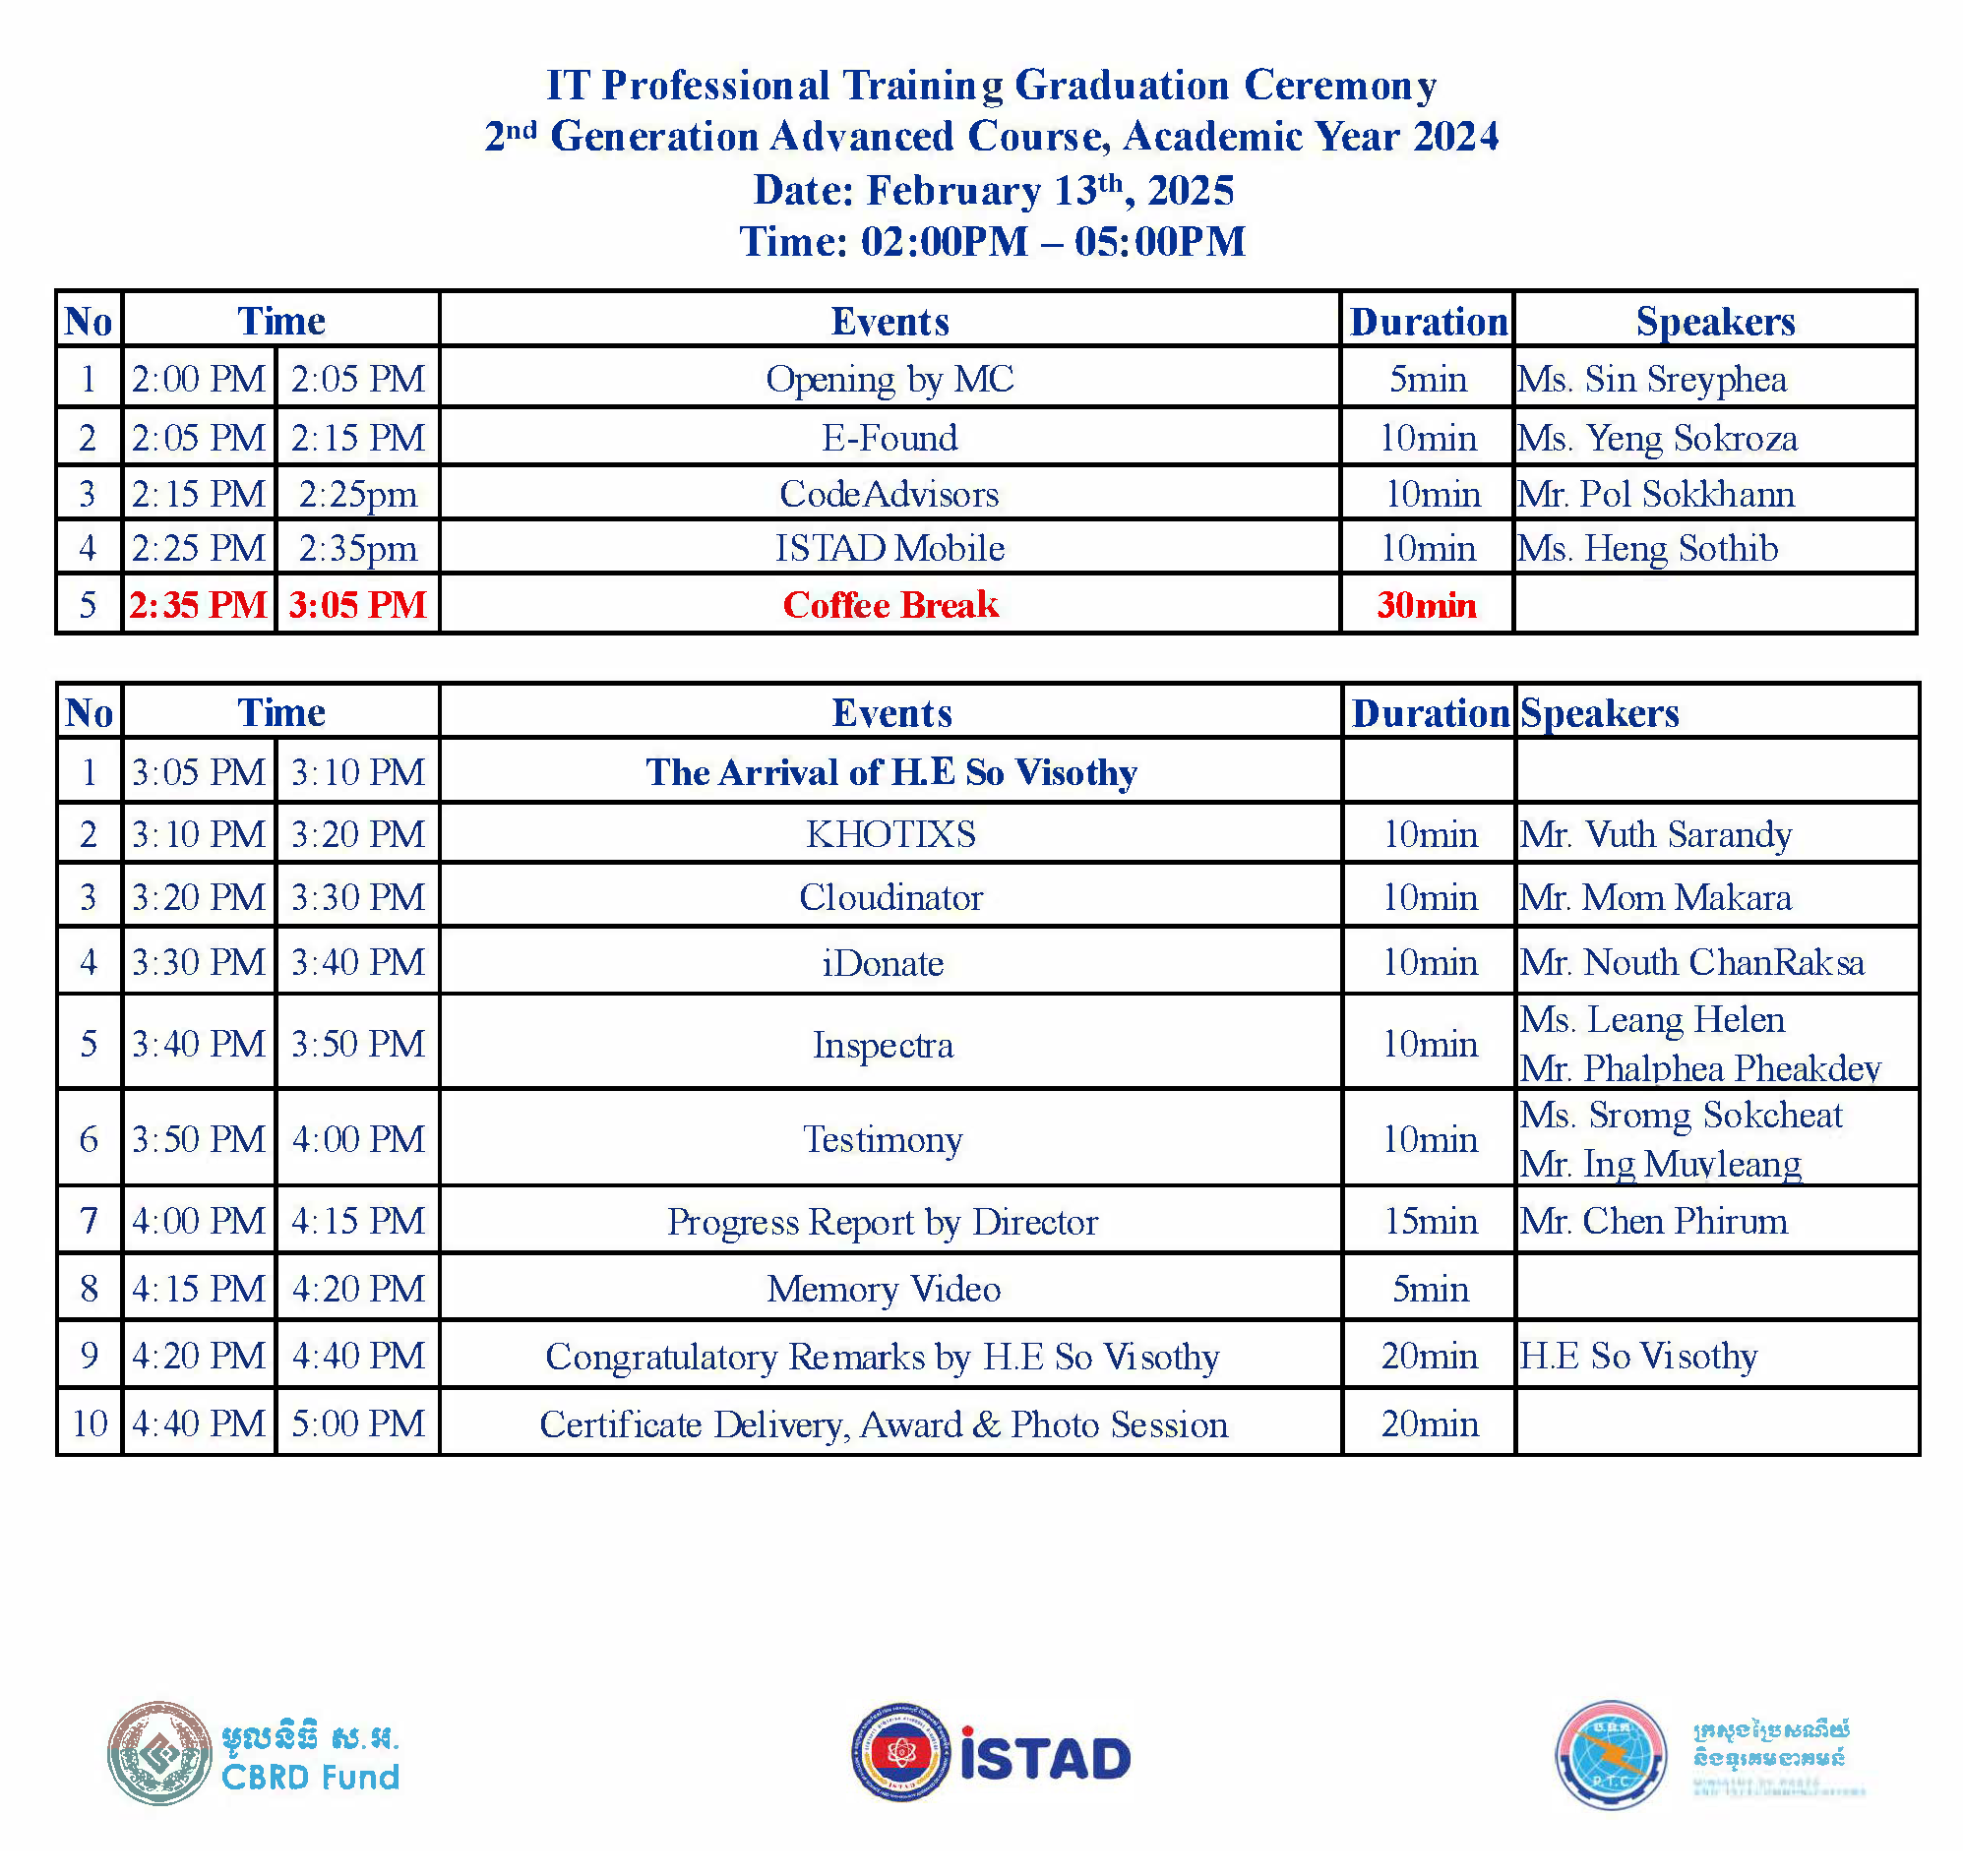 IT Professional Training Graduation Ceremony
2nd Generation Advanced Course, Academic Year 2024
Date: February 13th, 2025
Time: 02:00PM – 05:00PM
No Time Events Duration Speakers
1 2:00 PM 2:05 PM Opening by MC 5min Ms. Sin Sreyphea
2 2:05 PM 2:15 PM E-Found 10min Ms. Yeng Sokroza
3 2:15 PM 2:25pm CodeAdvisors 10min Mr. Pol Sokkhann
4 2:25 PM 2:35pm ISTAD Mobile 10min Ms. Heng Sothib
5 2:35 PM 3:05 PM Coffee Break 30min
No Time Events Duration Speakers
1 3:05 PM 3:10 PM The Arrival of H.E So Visothy
2 3:10 PM 3:20 PM KHOTIXS 10min Mr. Vuth Sarandy
3 3:20 PM 3:30 PM Cloudinator 10min Mr. Mom Makara
4 3:30 PM 3:40 PM iDonate 10min Mr. Nouth ChanRaksa
5 3:40 PM 3:50 PM Inspectra 10min Ms. Leang Helen
Mr. Phalphea Pheakdey
6 3:50 PM 4:00 PM Testimony 10min Ms. Sromg Sokcheat
Mr. Ing Muyleang
7 4:00 PM 4:15 PM Progress Report by Director 15min Mr. Chen Phirum
8 4:15 PM 4:20 PM Memory Video 5min
9 4:20 PM 4:40 PM Congratulatory Remarks by H.E So Visothy 20min H.E So Visothy
10 4:40 PM 5:00 PM Certificate Delivery, Award & Photo Session 20min
មូលនិធិ ស.អ.
CBRD Fund
ISTAD
iSTAD
ប.ទ.គ
P.T.C
ក្រសួងប្រៃសណីយ៍
និងទូរគមនាគមន៍
MINISTRY OF POSTS
AND TELECOMMUNICATIONS